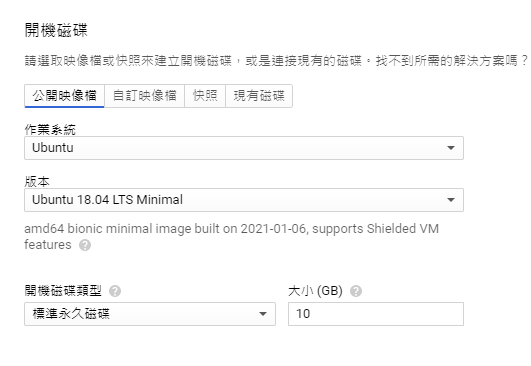 開機磁碟
請選取映像檔或快照來建立開機磁碟，或是連接現有的磁碟。找不到所需的解決方案嗎？
公開映像檔 自訂映像檔 快照 現有磁碟
作業系統
Ubuntu
版本
Ubuntu 18.04 LTS Minimal
amd64 bionic minimal image built on 2021-01-06, supports Shielded VM
features ?
開機磁碟類型 ? 大小 (GB) ?
標準永久磁碟 10